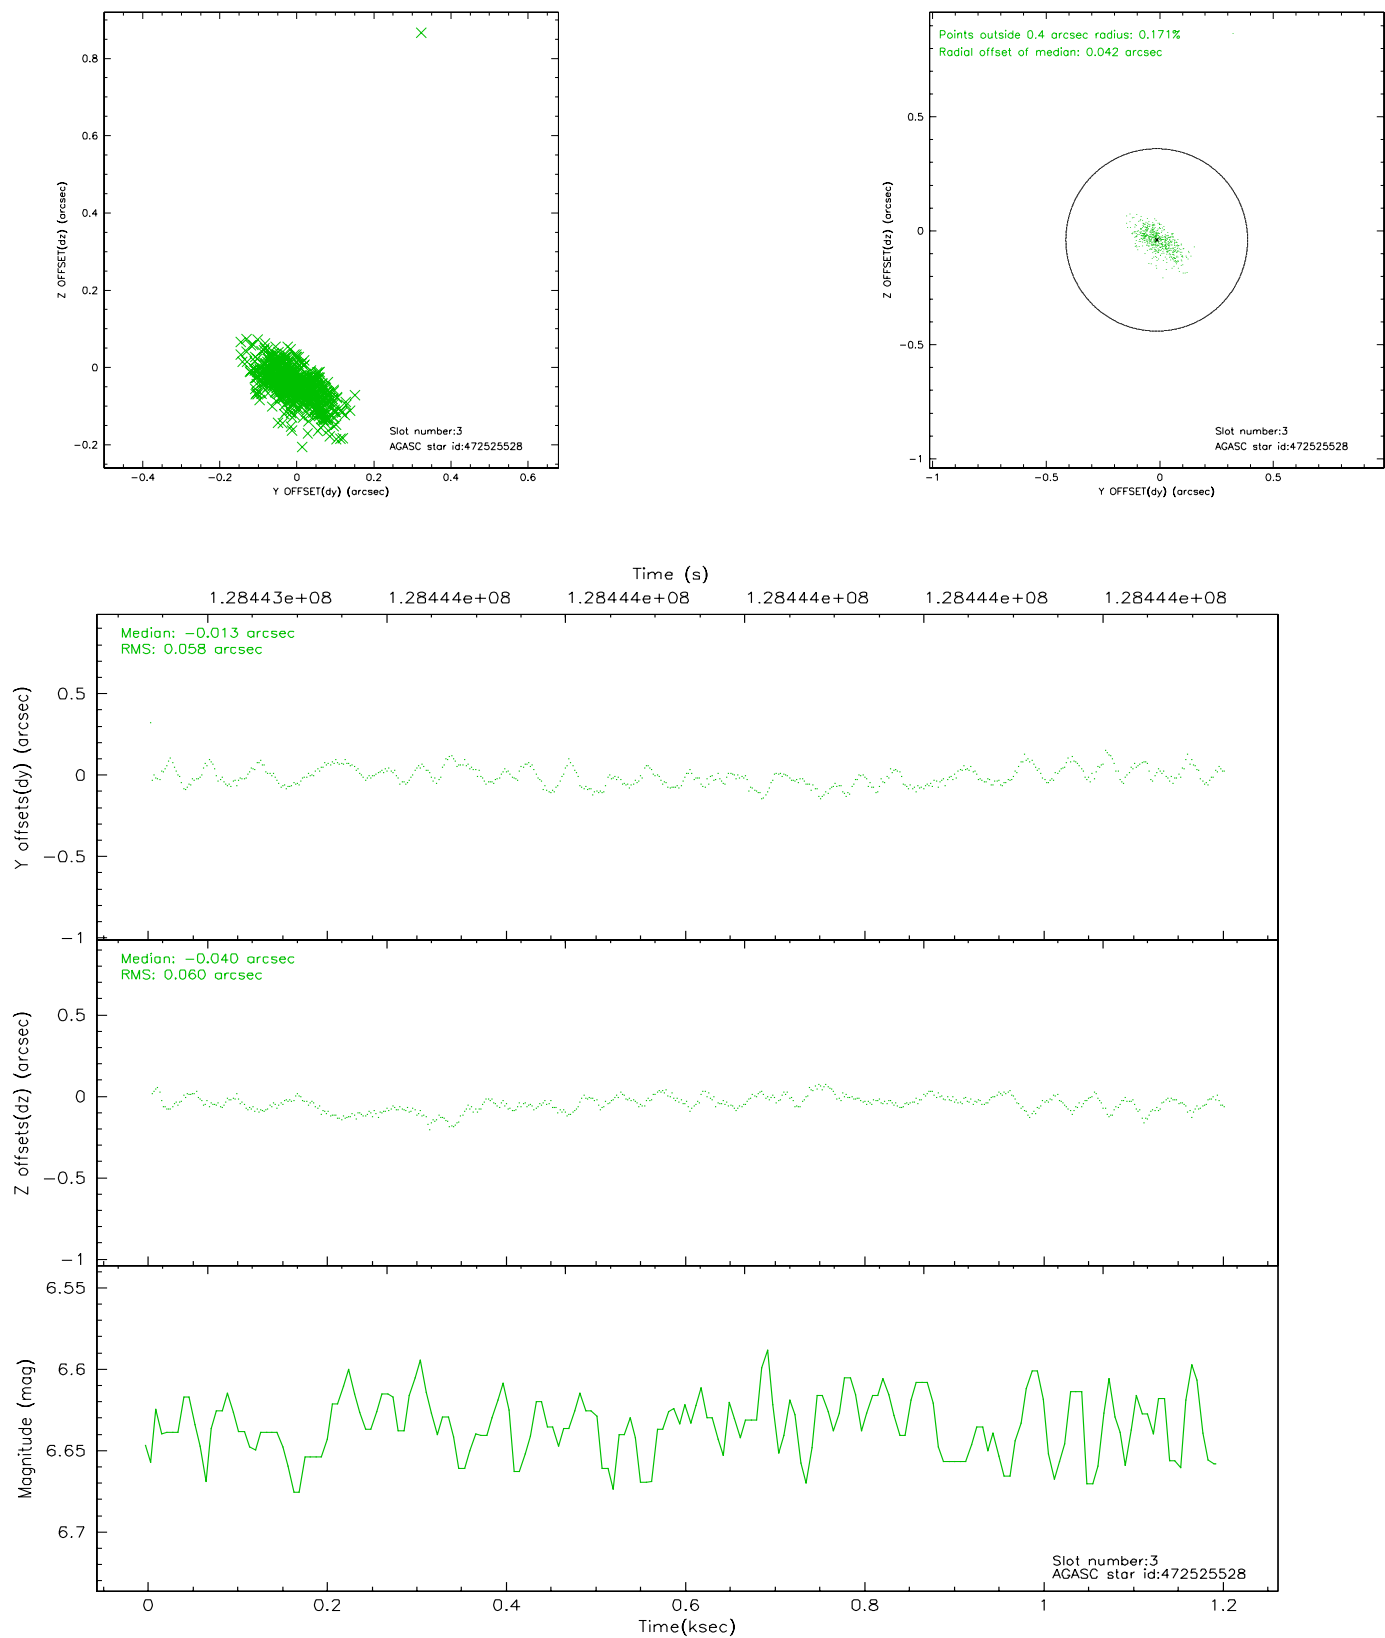 0.8
0.6
0.4
0.2
0
−0.2
Z OFFSET(dz) (arcsec)
Slot number:3
AGASC star id:472525528
−0.4 −0.2 0 0.2 0.4 0.6
Y OFFSET(dy) (arcsec)
Points outside 0.4 arcsec radius: 0.171%
Radial offset of median: 0.042 arcsec
0.5
0
−0.5
−1
Z OFFSET(dz) (arcsec)
Slot number:3
AGASC star id:472525528
−1 −0.5 0 0.5
Y OFFSET(dy) (arcsec)
Time (s)
1.28443e+08 1.28444e+08 1.28444e+08 1.28444e+08 1.28444e+08 1.28444e+08
Median: −0.013 arcsec
RMS: 0.058 arcsec
0.5
0
−0.5
−1
Y offsets(dy) (arcsec)
Median: −0.040 arcsec
RMS: 0.060 arcsec
0.5
0
−0.5
−1
Z offsets(dz) (arcsec)
6.55
6.6
6.65
6.7
Magnitude (mag)
Slot number:3
AGASC star id:472525528
0 0.2 0.4 0.6 0.8 1 1.2
Time(ksec)